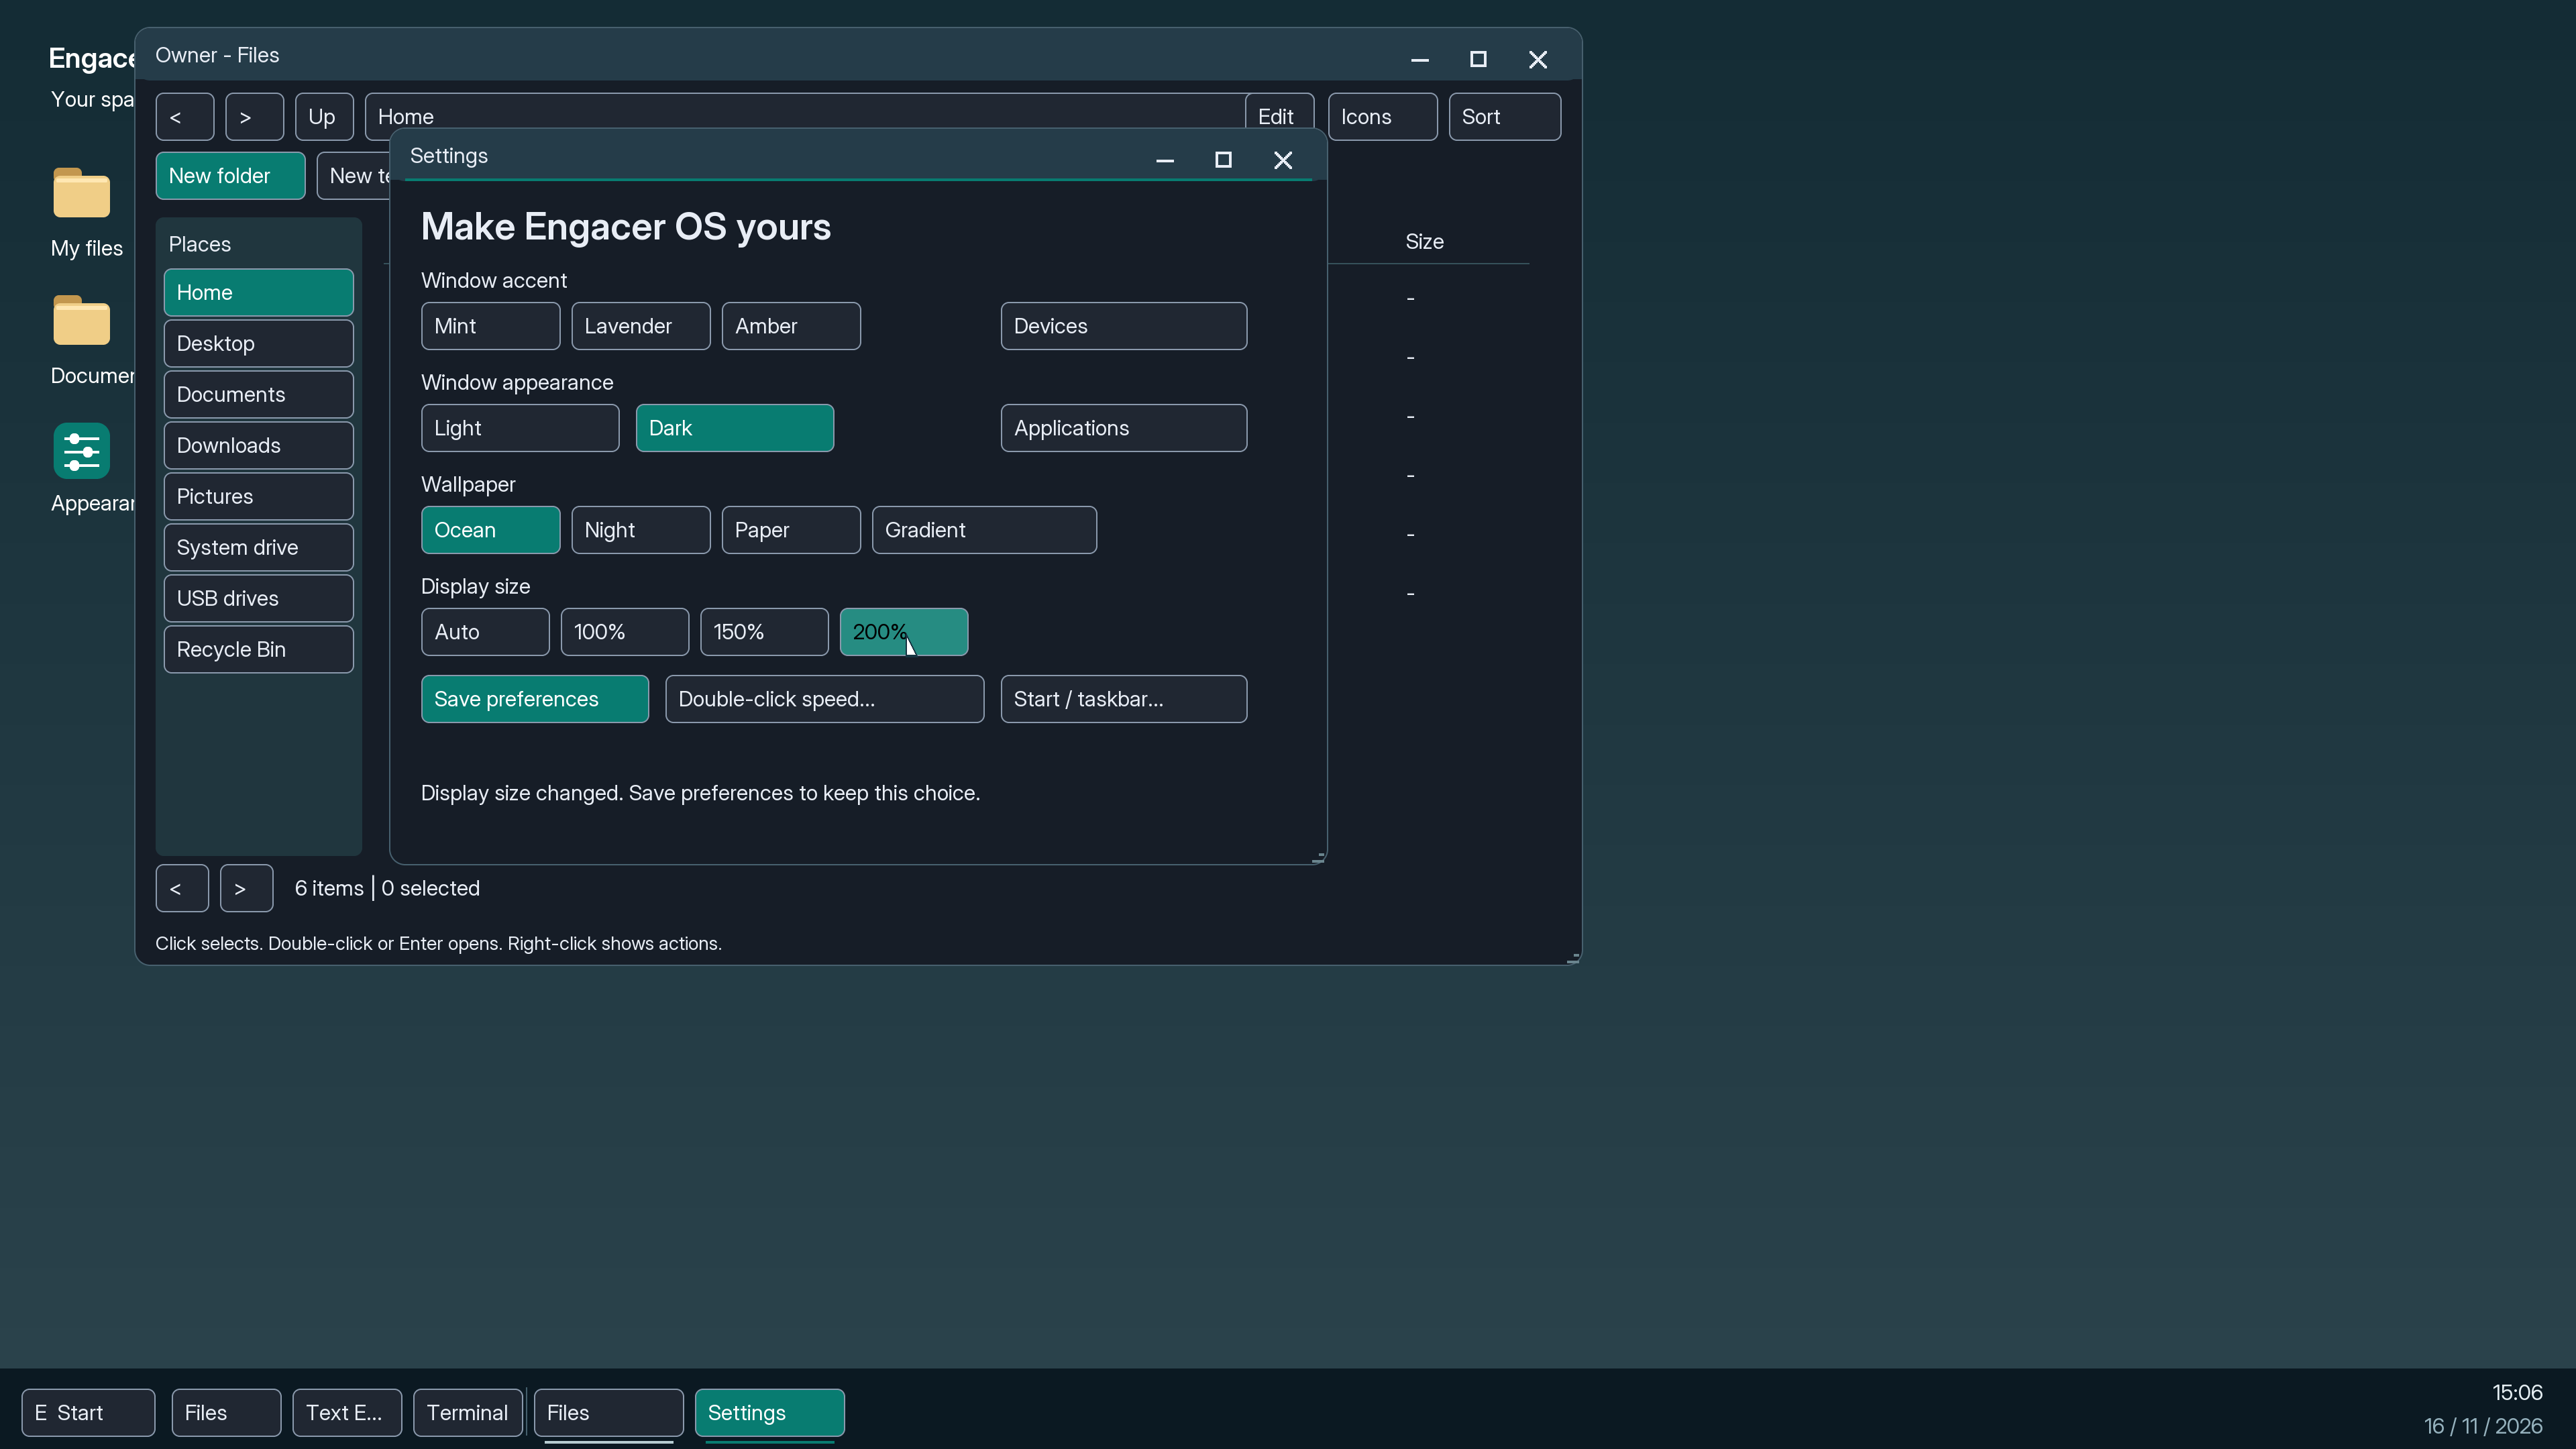 Engace
Your spa
My files
Documen
Appearan
Owner - Files
< > Up Home Edit Icons Sort
New folder New te
Places
Home
Desktop
Documents
Downloads
Pictures
System drive
USB drives
Recycle Bin
Size
-
-
-
-
-
-
Settings
Make Engacer OS yours
Window accent
Mint Lavender Amber Devices
Window appearance
Light Dark Applications
Wallpaper
Ocean Night Paper Gradient
Display size
Auto 100% 150% 200%
Save preferences Double-click speed... Start / taskbar...
Display size changed. Save preferences to keep this choice.
< > 6 items | 0 selected
Click selects. Double-click or Enter opens. Right-click shows actions.
E Start Files Text E... Terminal Files Settings
15:06
16 / 11 / 2026